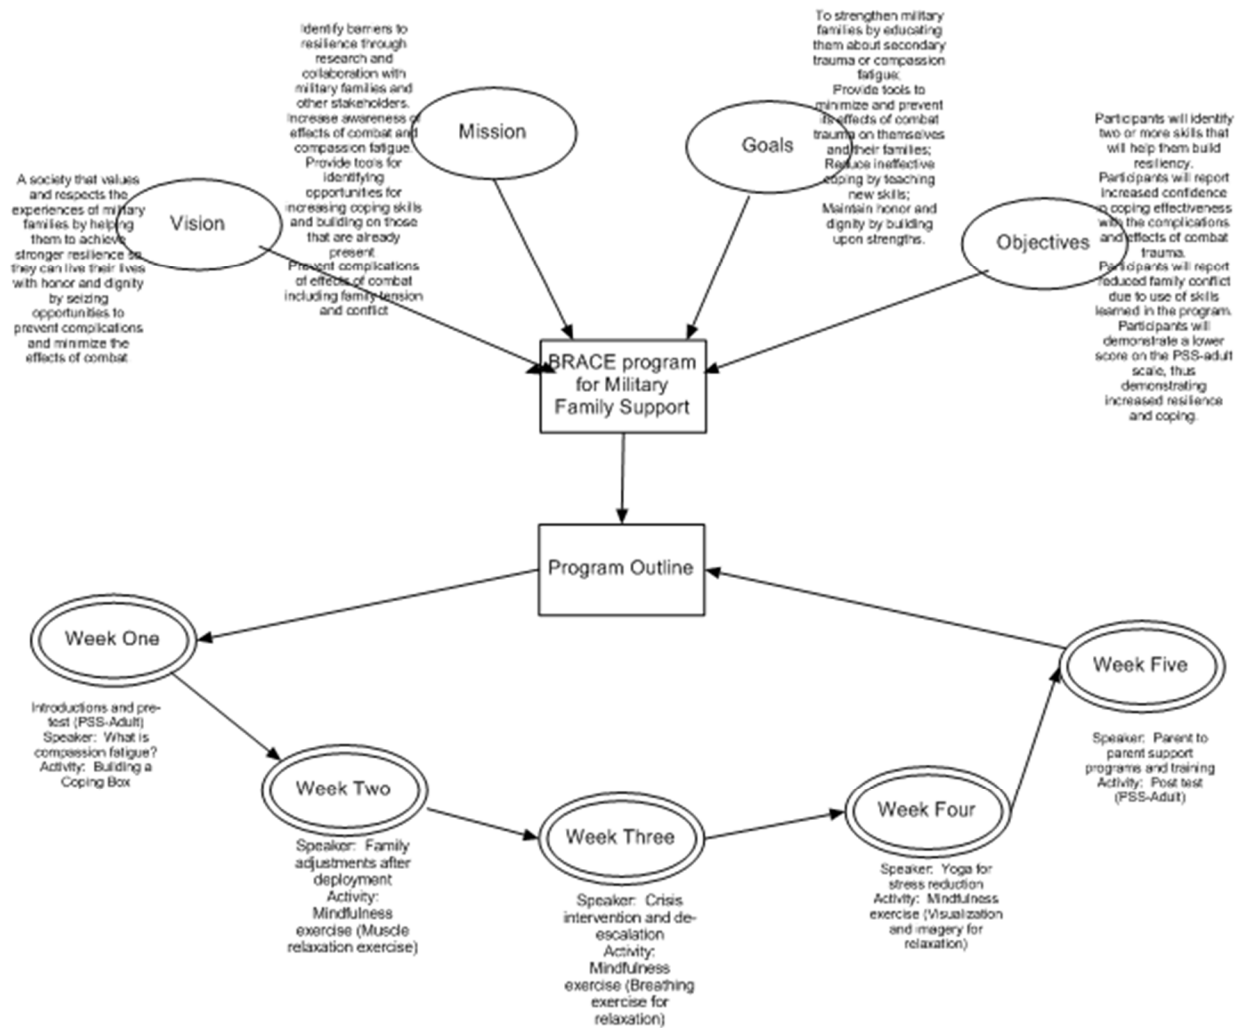 A society that values
and respects the
experiences of military
families by helping
them to achieve
stronger resilience so
they can live their lives
with honor and dignity
by seizing
opportunities to
prevent complications
and minimize the
effects of combat
Vision
Identify barriers to
resilience through
research and
collaboration with
military families and
other stakeholders.
Increase awareness of
effects of combat and
compassion fatigue.
Provide tools for
identifying
opportunities for
increasing coping skills
and building on those
that are already
present
Prevent complications
of effects of combat
including family tension
and conflict
Mission
To strengthen military
families by educating
them about secondary
trauma or compassion
fatigue;
Provide tools to
minimize and prevent
its effects of combat
trauma on themselves
and their families;
Reduce ineffective
coping by teaching
new skills;
Maintain honor and
dignity by building
upon strengths.
Goals
Participants will identify
two or more skills that
will help them build
resiliency.
Participants will report
increased confidence
in coping effectiveness
with the complications
and effects of combat
trauma.
Participants will report
reduced family conflict
due to use of skills
learned in the program.
Participants will
demonstrate a lower
score on the PSS-adult
scale, thus
demonstrating
increased resilience
and coping.
Objectives
BRACE program
for Military
Family Support
Program Outline
Week One
Introductions and pre-
test (PSS-Adult)
Speaker: What is
compassion fatigue?
Activity: Building a
Coping Box
Week Two
Speaker: Family
adjustments after
deployment
Activity:
Mindfulness
exercise (Muscle
relaxation exercise)
Week Three
Speaker: Crisis
intervention and de-
escalation
Activity:
Mindfulness
exercise (Breathing
exercise for
relaxation)
Week Four
Speaker: Yoga for
stress reduction
Activity: Mindfulness
exercise (Visualization
and imagery for
relaxation)
Week Five
Speaker: Parent to
parent support
programs and training
Activity: Post test
(PSS-Adult)